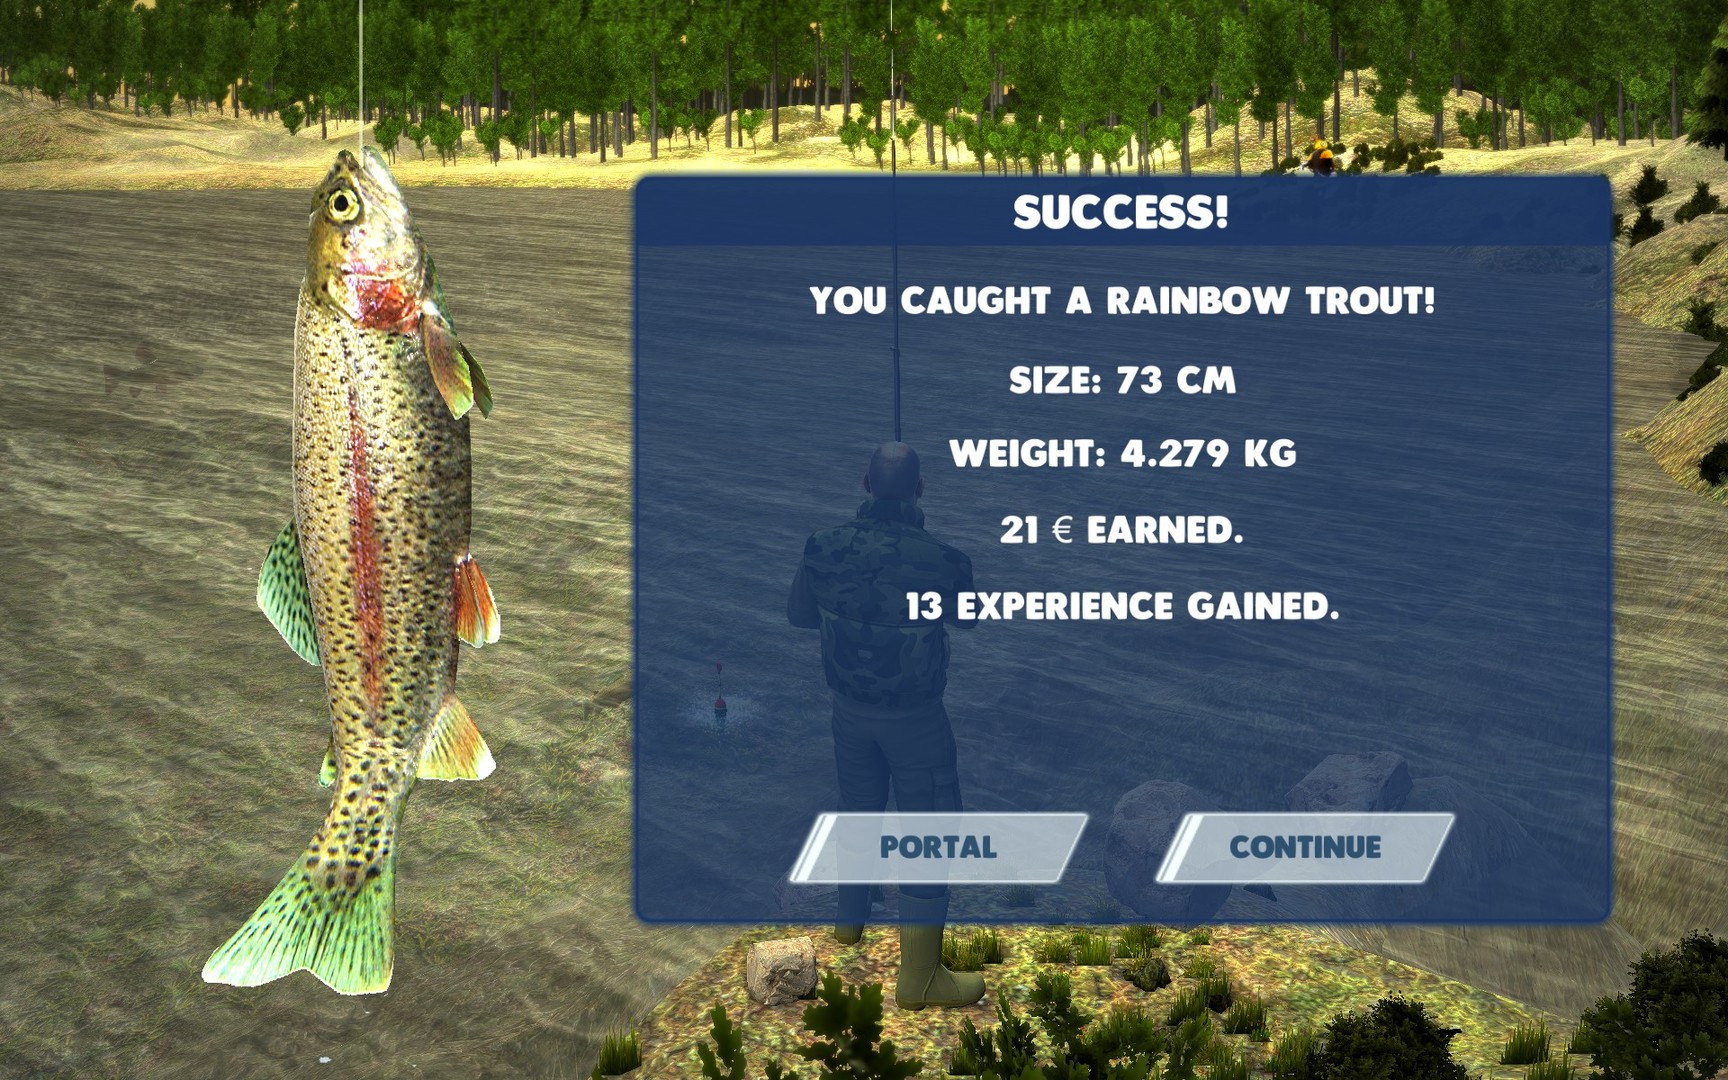 SUCCESS!
YOU CAUGHT A RAINBOW TROUT!
SIZE: 73 CM
WEIGHT: 4.279 KG
21 € EARNED.
13 EXPERIENCE GAINED.
PORTAL
CONTINUE